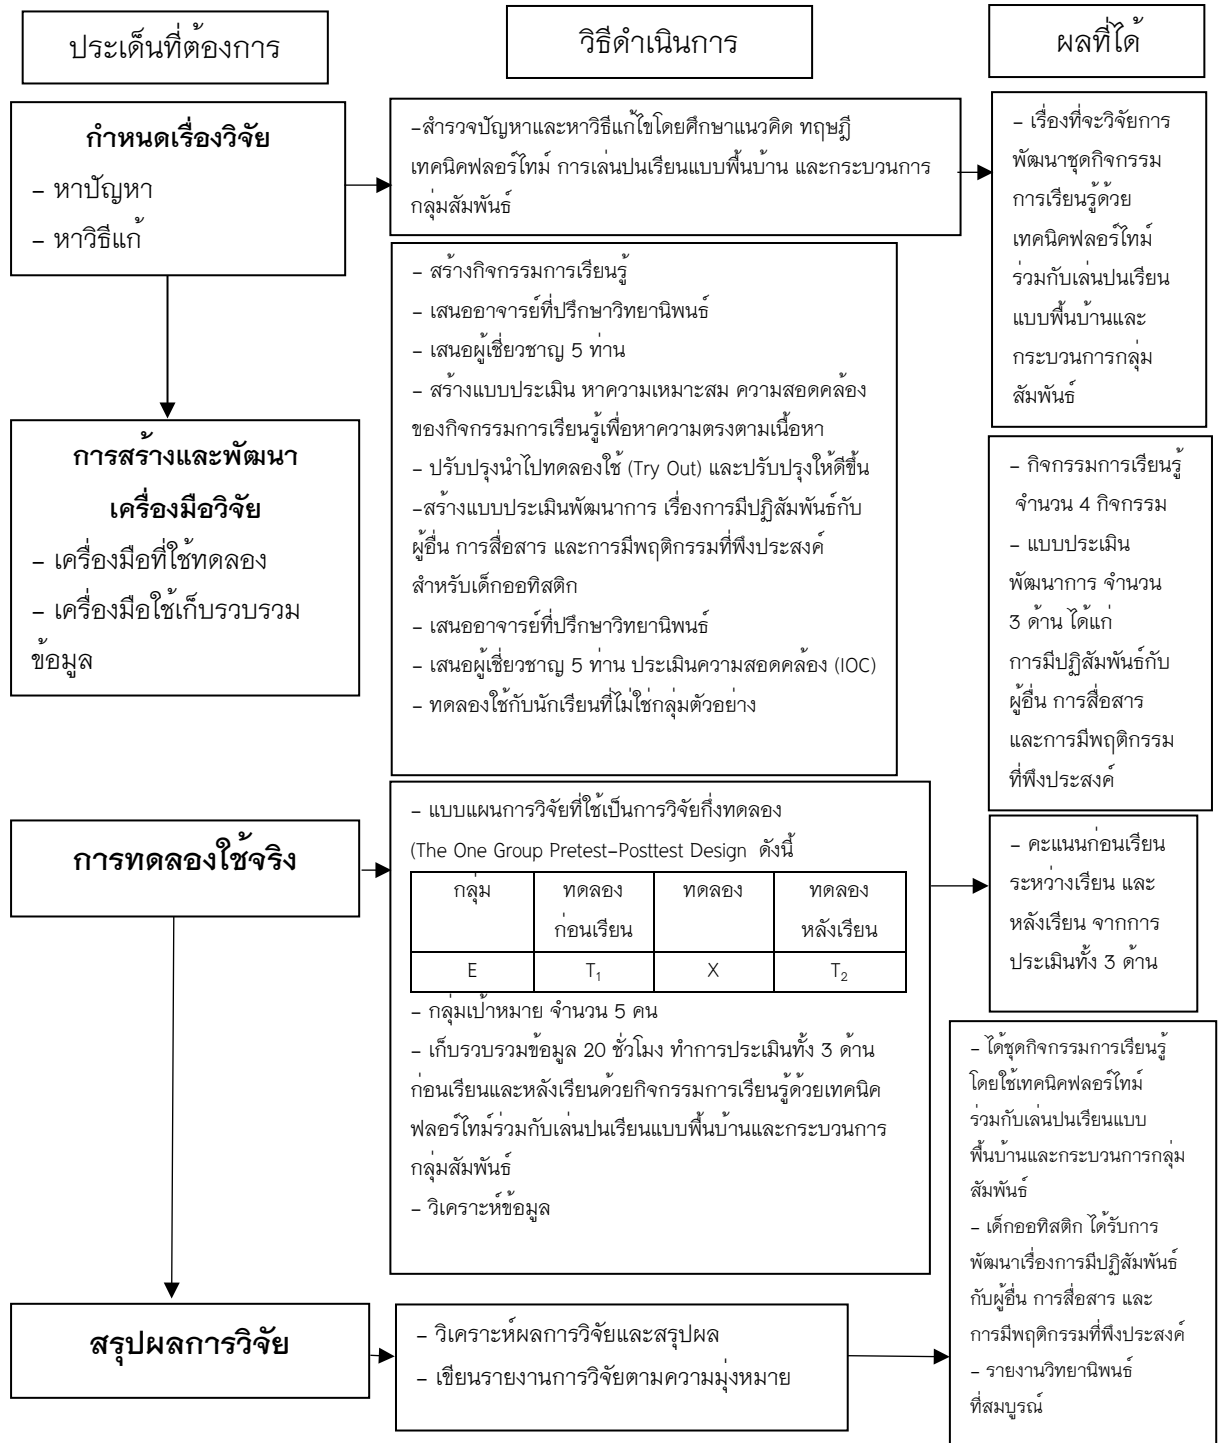 ประเด็นที่ต้องการ
วิธีดำเนินการ
ผลที่ได้
กำหนดเรื่องวิจัย
– หาปัญหา
– หาวิธีแก้
–สำรวจปัญหาและหาวิธีแก้ไขโดยศึกษาแนวคิด ทฤษฎี
เทคนิคฟลอร์ไทม์ การเล่นปนเรียนแบบพื้นบ้าน และกระบวนการ
กลุ่มสัมพันธ์
– เรื่องที่จะวิจัยการ
พัฒนาชุดกิจกรรม
การเรียนรู้ด้วย
เทคนิคฟลอร์ไทม์
ร่วมกับเล่นปนเรียน
แบบพื้นบ้านและ
กระบวนการกลุ่ม
สัมพันธ์
การสร้างและพัฒนา
เครื่องมือวิจัย
– เครื่องมือที่ใช้ทดลอง
– เครื่องมือใช้เก็บรวบรวม
ข้อมูล
– สร้างกิจกรรมการเรียนรู้
– เสนออาจารย์ที่ปรึกษาวิทยานิพนธ์
– เสนอผู้เชี่ยวชาญ 5 ท่าน
– สร้างแบบประเมิน หาความเหมาะสม ความสอดคล้อง
ของกิจกรรมการเรียนรู้เพื่อหาความตรงตามเนื้อหา
– ปรับปรุงนำไปทดลองใช้ (Try Out) และปรับปรุงให้ดีขึ้น
–สร้างแบบประเมินพัฒนาการ เรื่องการมีปฏิสัมพันธ์กับ
ผู้อื่น การสื่อสาร และการมีพฤติกรรมที่พึงประสงค์
สำหรับเด็กออทิสติก
– เสนออาจารย์ที่ปรึกษาวิทยานิพนธ์
– เสนอผู้เชี่ยวชาญ 5 ท่าน ประเมินความสอดคล้อง (IOC)
– ทดลองใช้กับนักเรียนที่ไม่ใช่กลุ่มตัวอย่าง
– กิจกรรมการเรียนรู้
จำนวน 4 กิจกรรม
– แบบประเมิน
พัฒนาการ จำนวน
3 ด้าน ได้แก่
การมีปฏิสัมพันธ์กับ
ผู้อื่น การสื่อสาร
และการมีพฤติกรรม
ที่พึงประสงค์
การทดลองใช้จริง
– แบบแผนการวิจัยที่ใช้เป็นการวิจัยกึ่งทดลอง
(The One Group Pretest–Posttest Design ดังนี้
กลุ่ม ทดลอง ทดลอง ทดลอง
ก่อนเรียน หลังเรียน
E T₁ X T₂
– กลุ่มเป้าหมาย จำนวน 5 คน
– เก็บรวบรวมข้อมูล 20 ชั่วโมง ทำการประเมินทั้ง 3 ด้าน
ก่อนเรียนและหลังเรียนด้วยกิจกรรมการเรียนรู้ด้วยเทคนิค
ฟลอร์ไทม์ร่วมกับเล่นปนเรียนแบบพื้นบ้านและกระบวนการ
กลุ่มสัมพันธ์
– วิเคราะห์ข้อมูล
– คะแนนก่อนเรียน
ระหว่างเรียน และ
หลังเรียน จากการ
ประเมินทั้ง 3 ด้าน
สรุปผลการวิจัย
– วิเคราะห์ผลการวิจัยและสรุปผล
– เขียนรายงานการวิจัยตามความมุ่งหมาย
– ได้ชุดกิจกรรมการเรียนรู้
โดยใช้เทคนิคฟลอร์ไทม์
ร่วมกับเล่นปนเรียนแบบ
พื้นบ้านและกระบวนการกลุ่ม
สัมพันธ์
– เด็กออทิสติก ได้รับการ
พัฒนาเรื่องการมีปฏิสัมพันธ์
กับผู้อื่น การสื่อสาร และ
การมีพฤติกรรมที่พึงประสงค์
– รายงานวิทยานิพนธ์
ที่สมบูรณ์